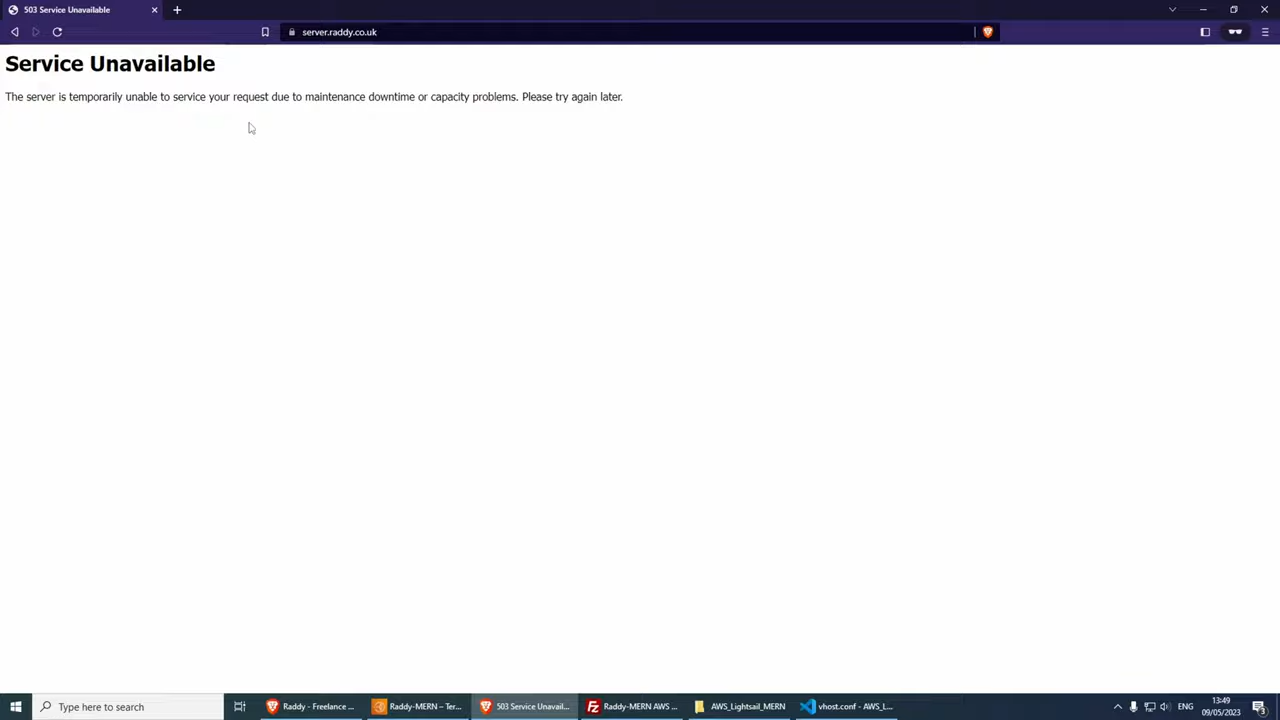 503 Service Unavailable
server.raddy.co.uk
Service Unavailable
The server is temporarily unable to service your request due to maintenance downtime or capacity problems. Please try again later.
Type here to search
Raddy - Freelance ...
Raddy-MERN – Ter...
503 Service Unavail...
Raddy-MERN AWS ...
AWS_Lightsail_MERN
vhost.conf - AWS_L...
ENG
13:49
09/05/2023